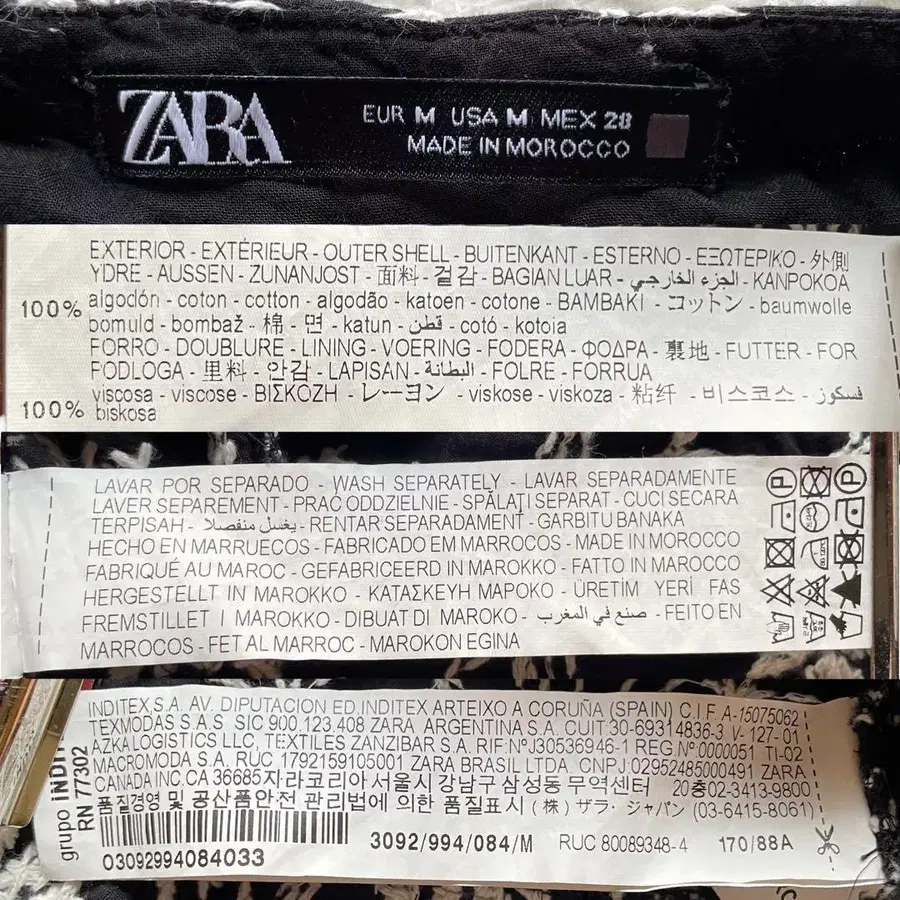 ZARA
EUR M USA M MEX 28
MADE IN MOROCCO
EXTERIOR - EXTÉRIEUR - OUTER SHELL - BUITENKANT - ESTERNO - ΕΞΩΤΕΡΙΚΟ - 外側
YDRE - AUSSEN - ZUNANJOST - 面料 - 겉감 - BAGIAN LUAR - الجزء الخارجي - KANPOKOA
100% algodón - coton - cotton - algodão - katoen - cotone - ΒΑΜΒΑΚΙ - コットン - baumwolle
bomuld - bombaž - 棉 - 면 - katun - قطن - cotó - kotoia
FORRO - DOUBLURE - LINING - VOERING - FODERA - ΦΟΔΡΑ - 裏地 - FUTTER - FOR
PODLOGA - 里料 - 안감 - LAPISAN - البطانة - FOLRE - FORRUA
100% viscosa - viscose - ΒΙΣΚΟΖΗ - レーヨン - viskose - viskoza - 粘纤 - 비스코스 - فسكوز
biskosa
LAVAR POR SEPARADO - WASH SEPARATELY - LAVAR SEPARADAMENTE
LAVER SEPAREMENT - PRAĆ ODDZIELNIE - SPĂLAŢI SEPARAT - CUCI SECARA
TERPISAH - يغسل منفصلا - RENTAR SEPARADAMENT - GARBITU BANAKA
HECHO EN MARRUECOS - FABRICADO EM MARROCOS - MADE IN MOROCCO
FABRIQUÉ AU MAROC - GEFABRICEERD IN MAROKKO - FATTO IN MAROCCO
HERGESTELLT IN MAROKKO - ΚΑΤΑΣΚΕΥΗ ΜΑΡΟΚΟ - ÜRETİM YERİ FAS
FREMSTILLET I MAROKKO - DIBUAT DI MAROKO - صنع في المغرب - FEITO EN
MARROCOS - FET AL MARROC - MAROKON EGINA
grupo INDIT
RN 77302
INDITEX,S.A. AV. DIPUTACION ED.INDITEX ARTEIXO A CORUÑA (SPAIN) C.I.F. A-15075062
TEXMODAS S.A.S. SIC 900.123.408 ZARA ARGENTINA S.A. CUIT.30-69314836-3 V-127-01
AZKA LOGISTICS LLC, TEXTILES ZANZIBAR S.A. RIF:NºJ30536946-1 REG.Nº0000051 TI-02
MACROMODA S.A. RUC 1792159105001 ZARA BRASIL LTDA. CNPJ 02952485000491 ZARA
CANADA INC. CA 36685 자라코리아 서울시 강남구 삼성동 무역센터 20층 02-3413-9800
품질경영 및 공산품안전 관리법에 의한 품질표시 (株) ザラ・ジャパン (03-6415-8061)
03092994084033
3092/994/084/M RUC 80089348-4 170/88A